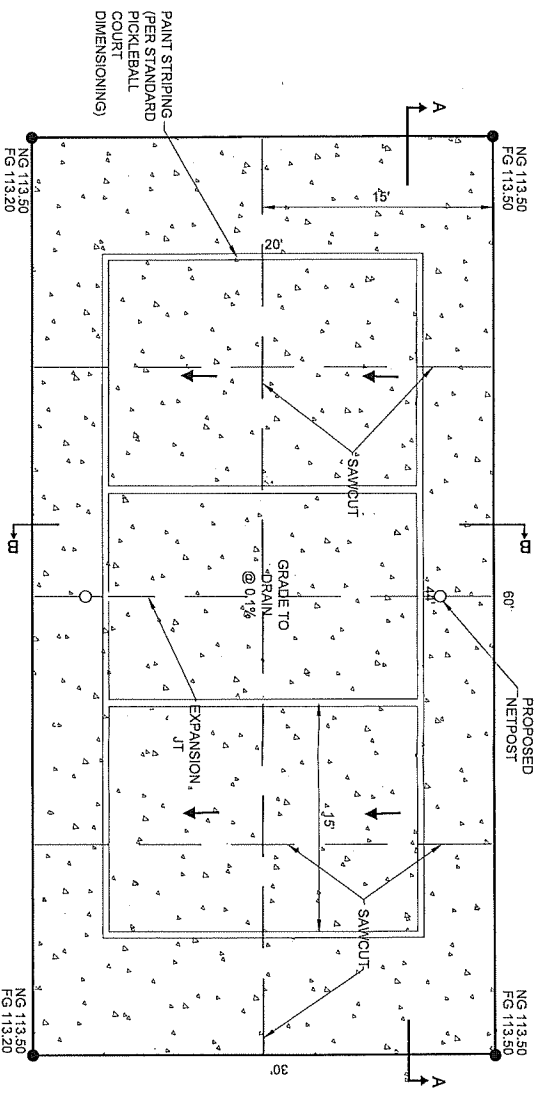 PAINT STRIPING
(PER STANDARD
PICKLEBALL
COURT
DIMENSIONING)
A
NG 113.50
FG 113.50
15'
20'
NG 113.50
FG 113.20
SAWCUT
B
B
PROPOSED
NETPOST
60'
44'
GRADE TO
DRAIN
@ 0.1%
EXPANSION
JT
15'
SAWCUT
NG 113.50
FG 113.50
A
30'
NG 113.50
FG 113.20